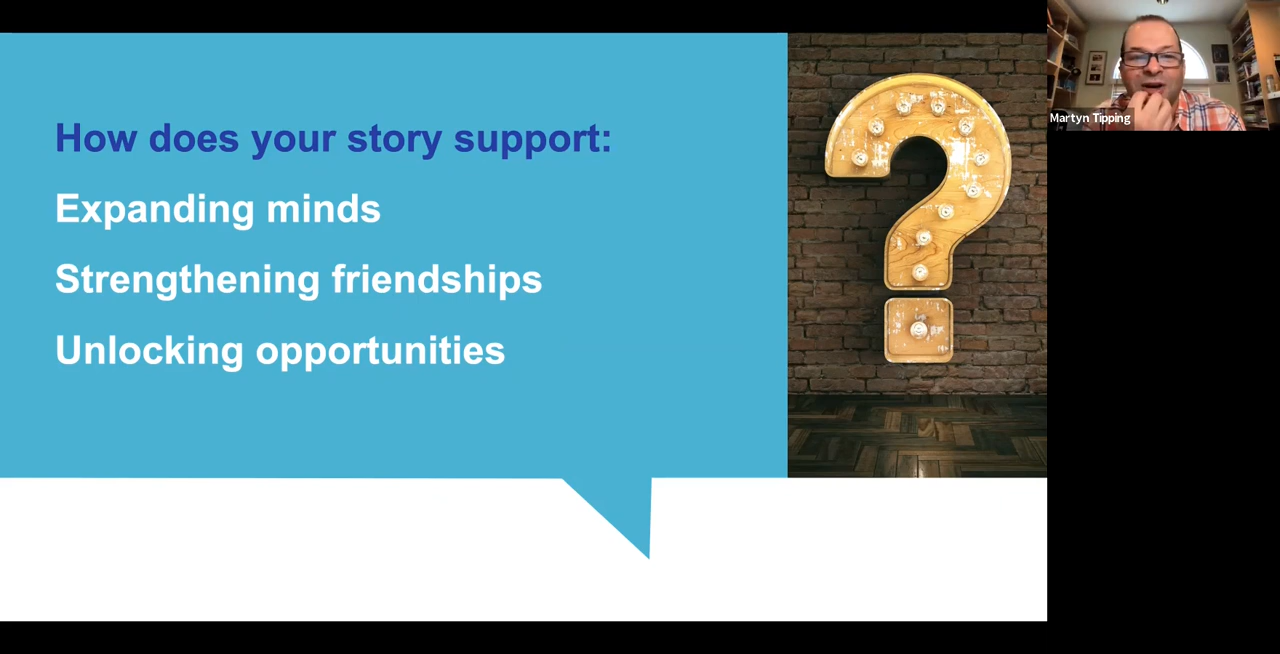 How does your story support:
Expanding minds
Strengthening friendships
Unlocking opportunities
Martyn Tipping